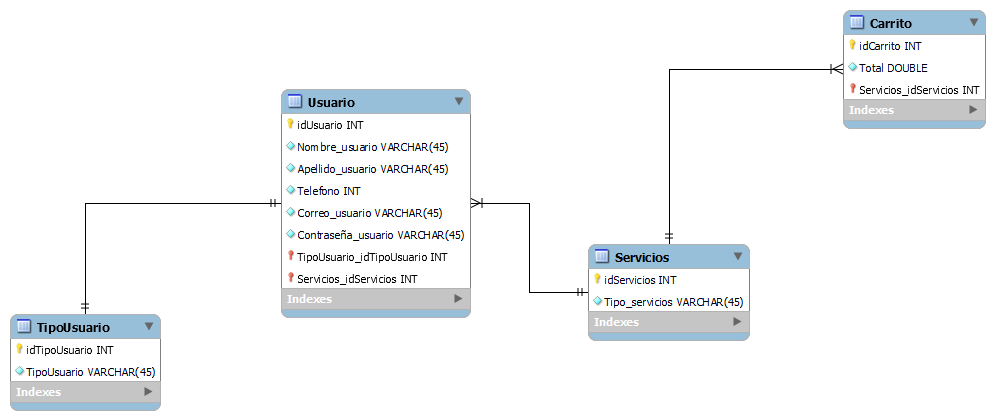 Carrito
idCarrito INT
Total DOUBLE
Servicios_idServicios INT
Indexes
Usuario
idUsuario INT
Nombre_usuario VARCHAR(45)
Apellido_usuario VARCHAR(45)
Telefono INT
Correo_usuario VARCHAR(45)
Contraseña_usuario VARCHAR(45)
TipoUsuario_idTipoUsuario INT
Servicios_idServicios INT
Indexes
Servicios
idServicios INT
Tipo_servicios VARCHAR(45)
Indexes
TipoUsuario
idTipoUsuario INT
TipoUsuario VARCHAR(45)
Indexes